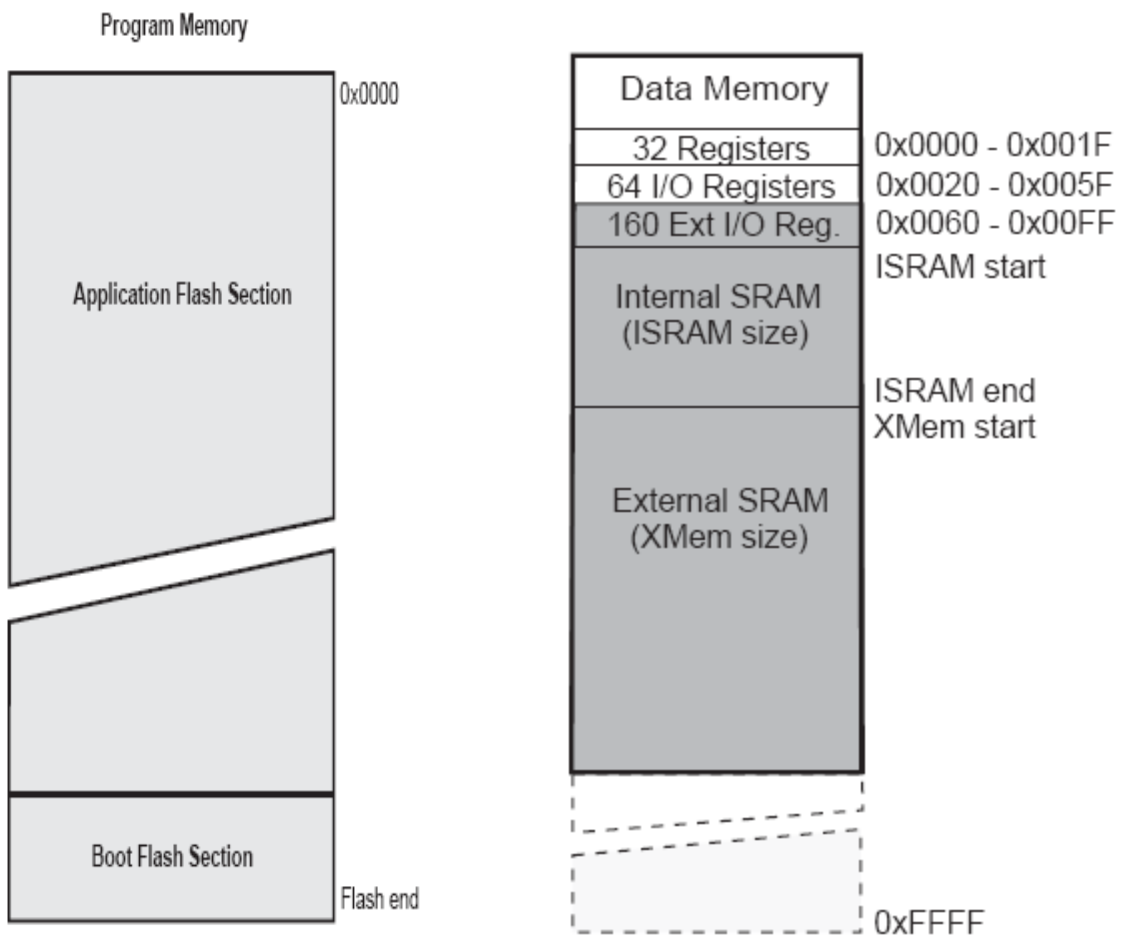 Program Memory
0x0000
Application Flash Section
Boot Flash Section
Flash end
Data Memory
32 Registers
0x0000 - 0x001F
64 I/O Registers
0x0020 - 0x005F
160 Ext I/O Reg.
0x0060 - 0x00FF
ISRAM start
Internal SRAM
(ISRAM size)
ISRAM end
XMem start
External SRAM
(XMem size)
0xFFFF